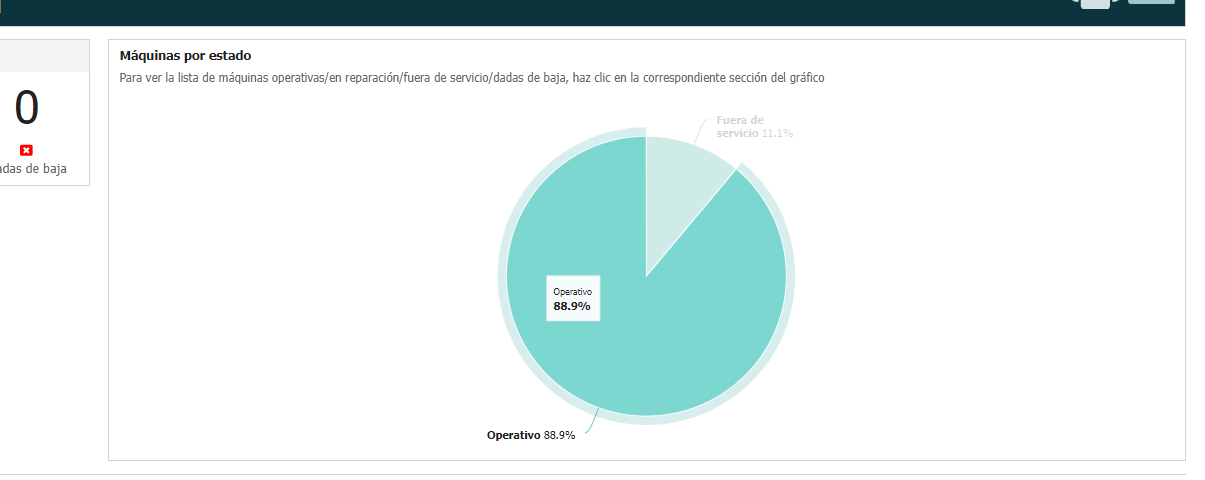 Máquinas por estado
Para ver la lista de máquinas operativas/en reparación/fuera de servicio/dadas de baja, haz clic en la correspondiente sección del gráfico
0
de baja
Fuera de
servicio 11.1%
Operativo
88.9%
Operativo 88.9%